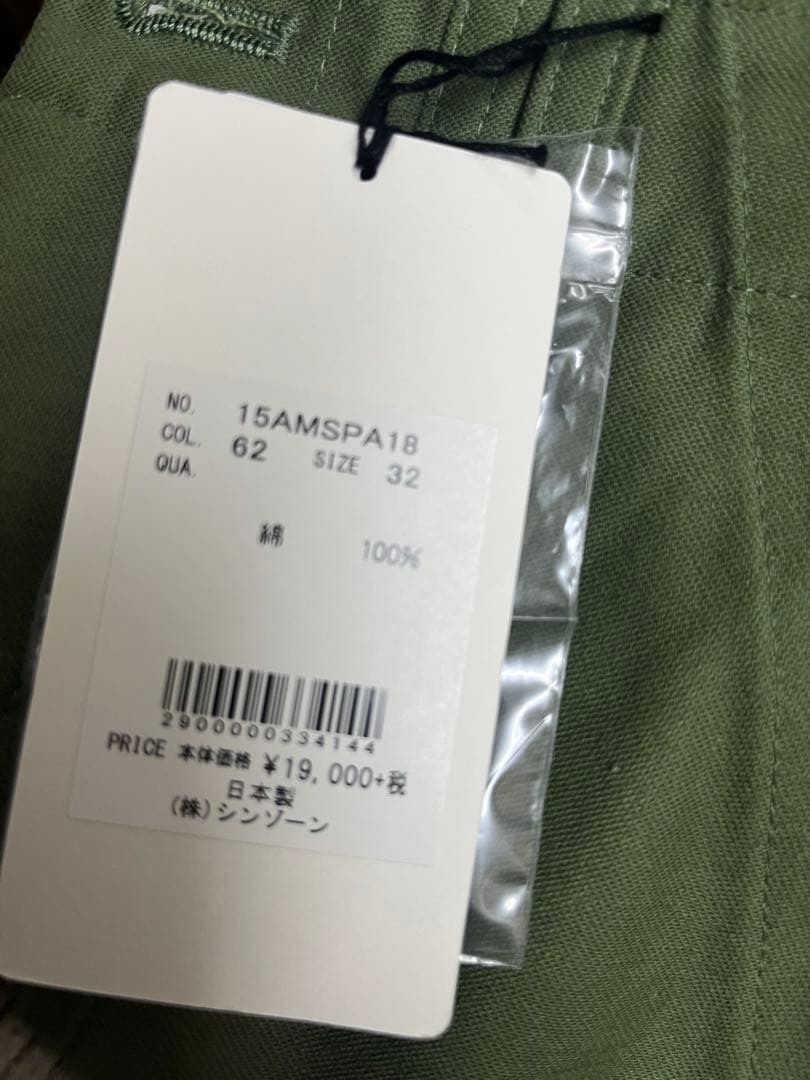 NO. 15AMSPA18
COL. 62 SIZE 32
QUA.
綿 100%
2900000334144
PRICE 本体価格 ¥19,000+税
日本製
(株)シンゾーン